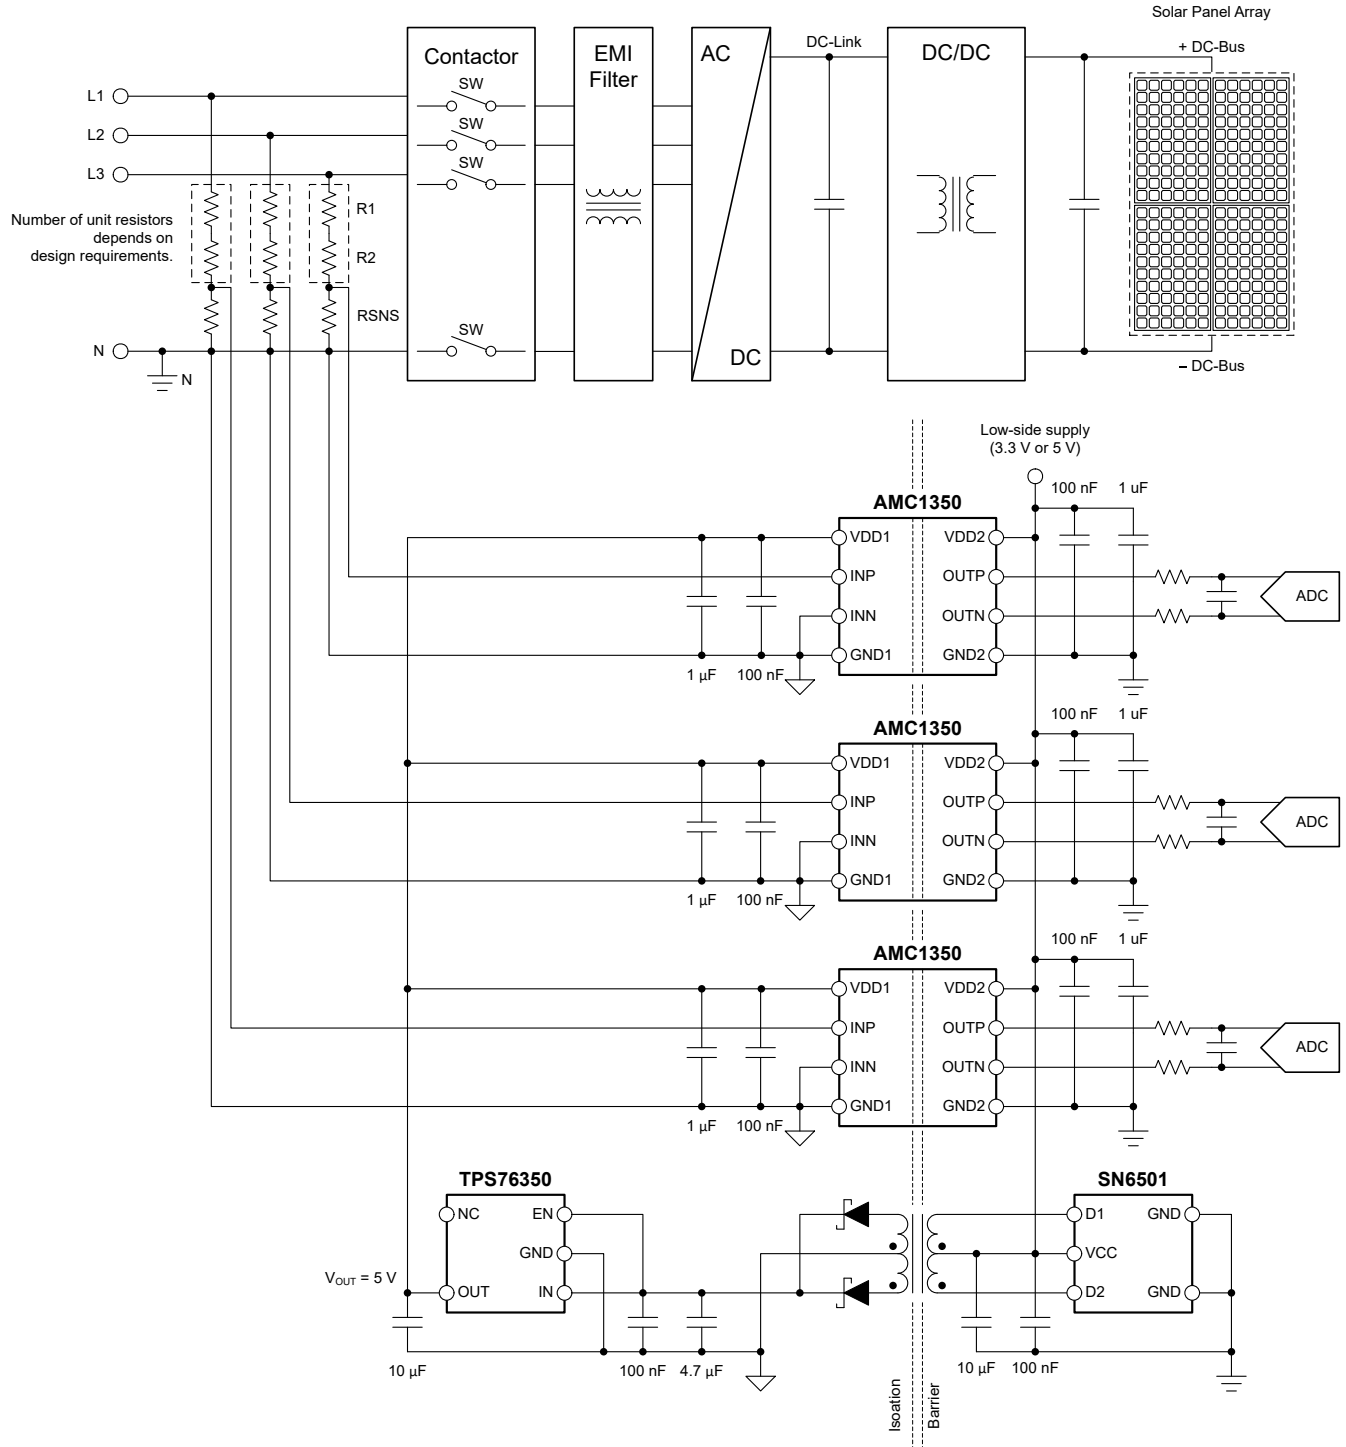 Solar Panel Array
Contactor
EMI
Filter
AC
DC-Link
DC/DC
+ DC-Bus
SW
L1
L2
SW
L3
SW
Number of unit resistors
depends on
design requirements.
R1
R2
RSNS
SW
N
N
DC
– DC-Bus
Low-side supply
(3.3 V or 5 V)
100 nF
1 uF
AMC1350
VDD1
VDD2
INP
OUTP
ADC
INN
OUTN
GND1
GND2
1 µF
100 nF
100 nF
1 uF
AMC1350
VDD1
VDD2
INP
OUTP
ADC
INN
OUTN
GND1
GND2
1 µF
100 nF
100 nF
1 uF
AMC1350
VDD1
VDD2
INP
OUTP
ADC
INN
OUTN
GND1
GND2
1 µF
100 nF
TPS76350
SN6501
NC
EN
D1
GND
GND
VCC
VOUT = 5 V
OUT
IN
D2
GND
10 µF
100 nF
4.7 µF
10 µF
100 nF
Isoation
Barrier